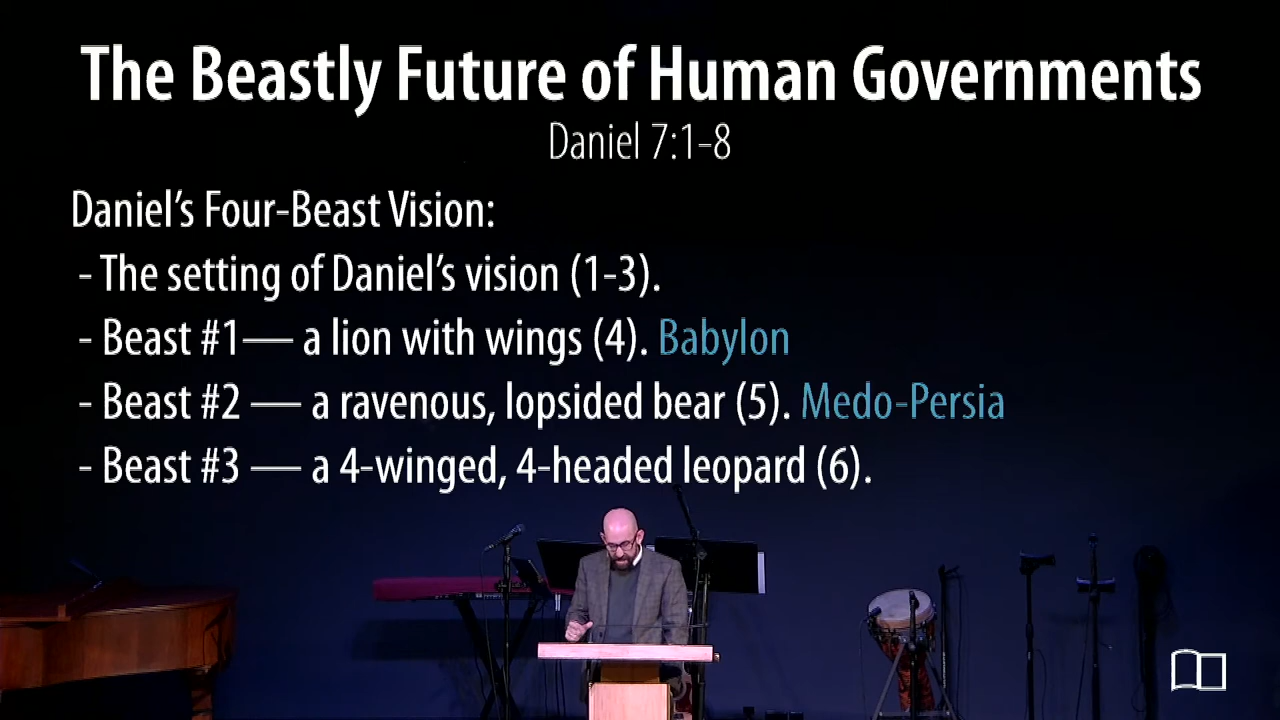 The Beastly Future of Human Governments
Daniel 7:1-8
Daniel's Four-Beast Vision:
- The setting of Daniel's vision (1-3).
- Beast #1— a lion with wings (4). Babylon
- Beast #2 — a ravenous, lopsided bear (5). Medo-Persia
- Beast #3 — a 4-winged, 4-headed leopard (6).